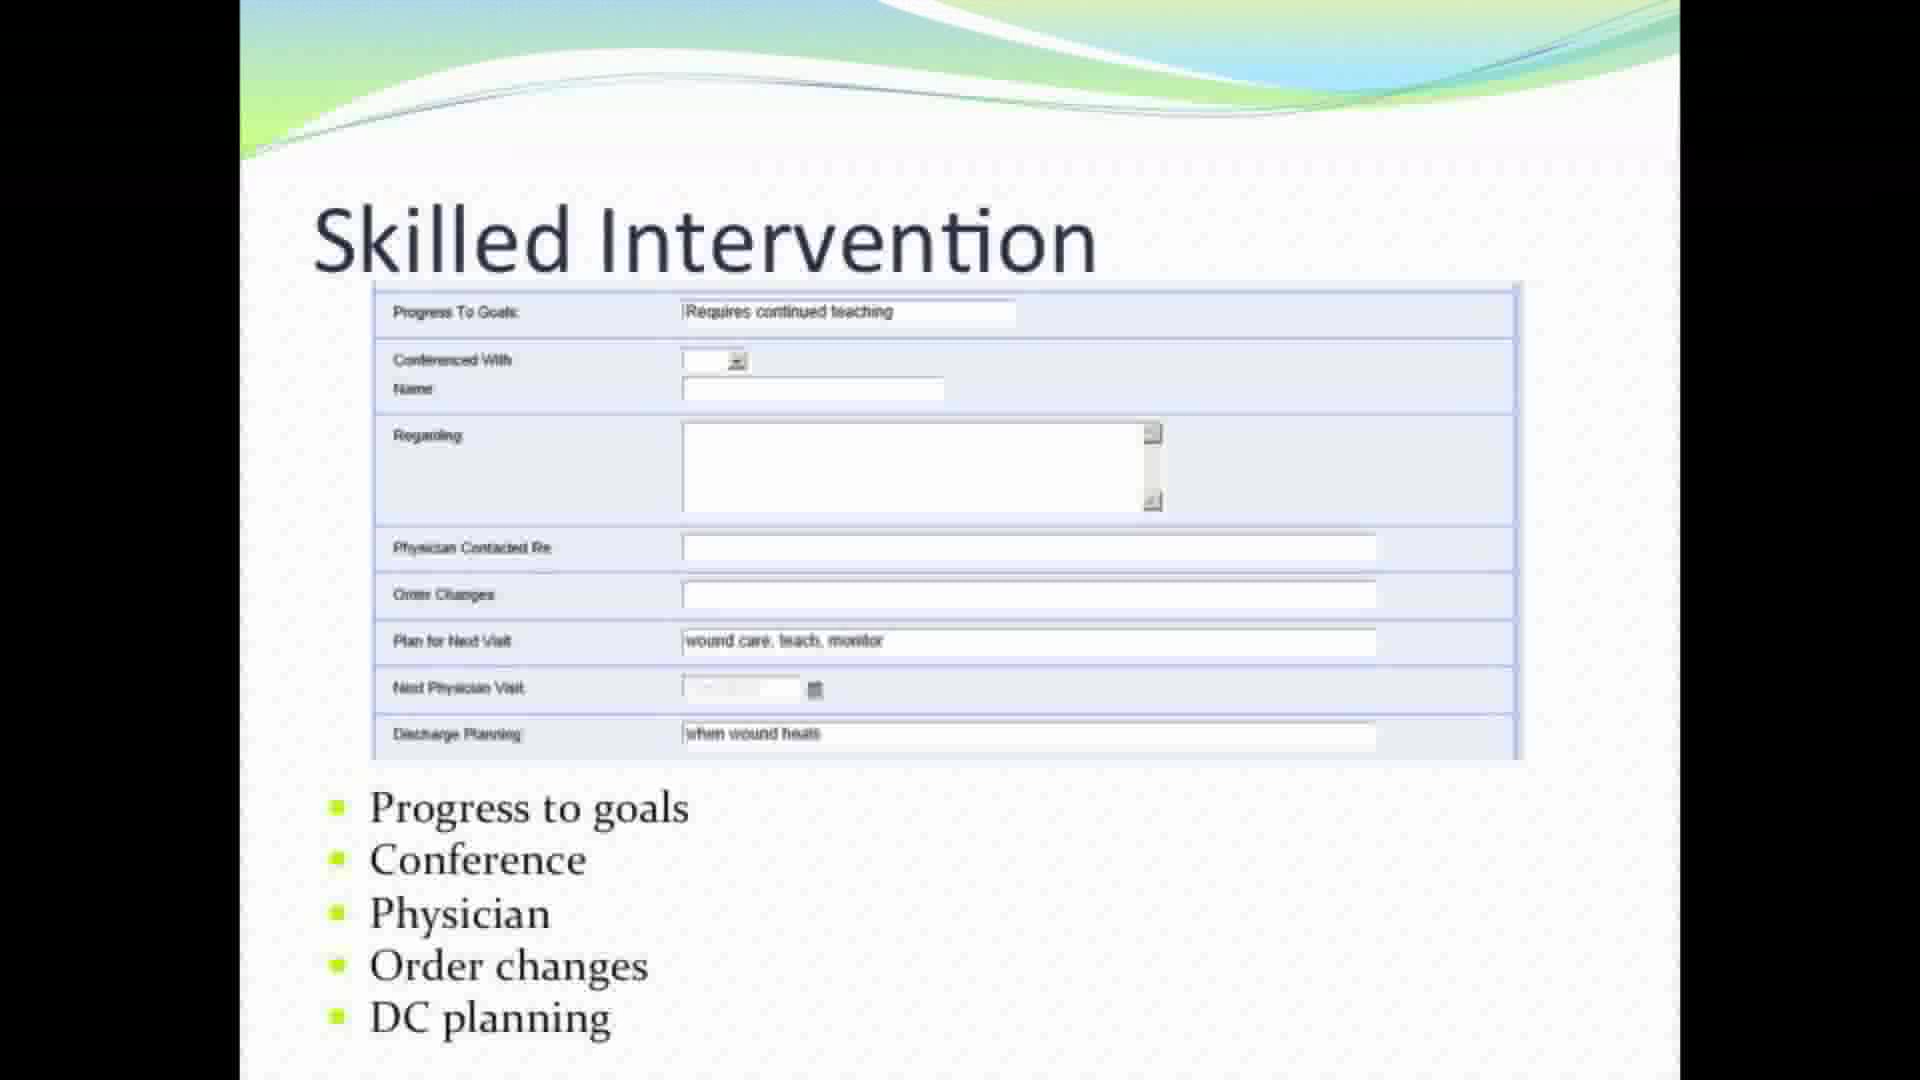 Skilled Intervention
Progress To Goals: Requires continued teaching
Conferenced With
Name
Regarding
Physician Contacted Re
Order Changes
Plan for Next Visit wound care, teach, monitor
Next Physician Visit
Discharge Planning: when wound heals
Progress to goals
Conference
Physician
Order changes
DC planning